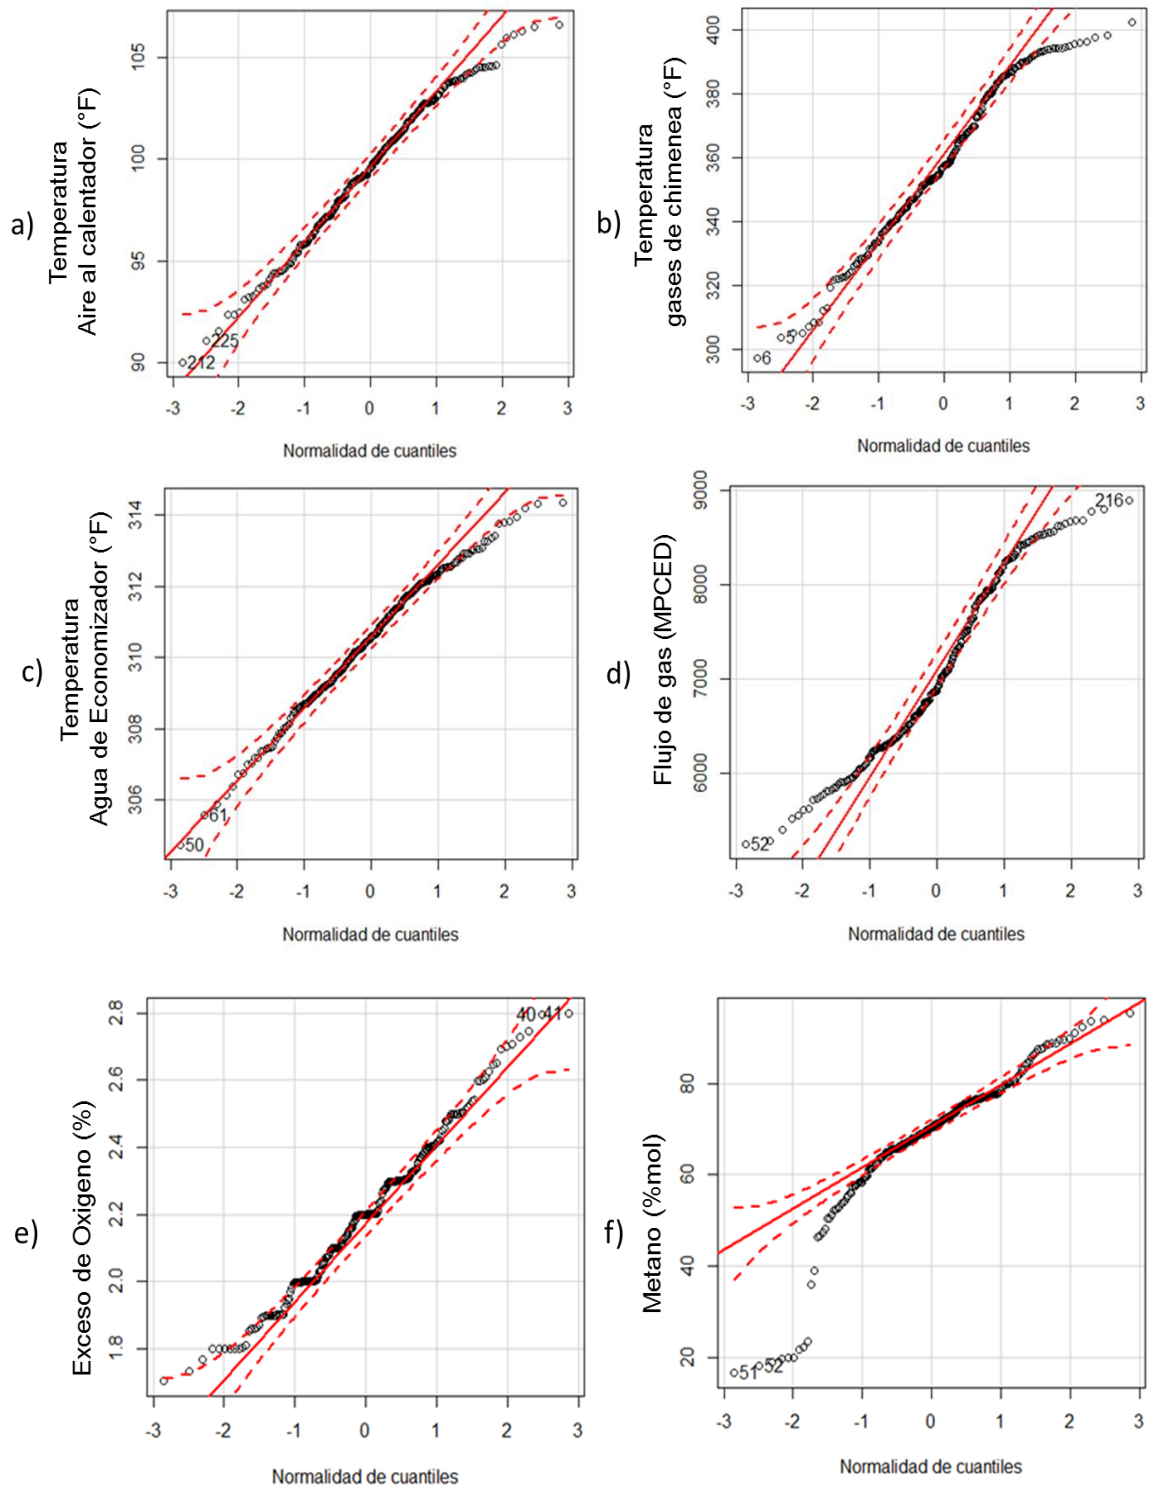 a)
Temperatura
Aire al calentador (°F)
105
100
95
90
225
212
-3 -2 -1 0 1 2 3
Normalidad de cuantiles
b)
Temperatura
gases de chimenea (°F)
400
380
360
340
320
300
5
6
-3 -2 -1 0 1 2 3
Normalidad de cuantiles
c)
Temperatura
Agua de Economizador (°F)
314
312
310
308
306
61
50
-3 -2 -1 0 1 2 3
Normalidad de cuantiles
d)
Flujo de gas (MPCED)
9000
8000
7000
6000
216
52
-3 -2 -1 0 1 2 3
Normalidad de cuantiles
e)
Exceso de Oxigeno (%)
2.8
2.6
2.4
2.2
2.0
1.8
40 41
-3 -2 -1 0 1 2 3
Normalidad de cuantiles
f)
Metano (%mol)
80
60
40
20
51 52
-3 -2 -1 0 1 2 3
Normalidad de cuantiles